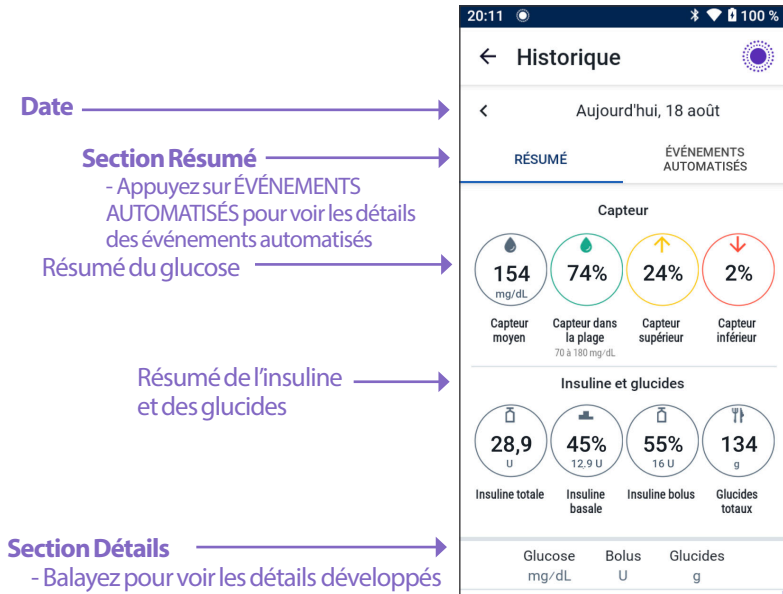 20:11 100 %
Historique
Date
Aujourd'hui, 18 août
Section Résumé
- Appuyez sur ÉVÉNEMENTS
AUTOMATISÉS pour voir les détails
des événements automatisés
RÉSUMÉ
ÉVÉNEMENTS
AUTOMATISÉS
Capteur
Résumé du glucose
154 74% 24% 2%
mg/dL
Capteur moyen
Capteur dans la plage
70 à 180 mg/dL
Capteur supérieur
Capteur inférieur
Résumé de l'insuline
et des glucides
Insuline et glucides
28,9 45% 55% 134
U 12,9 U 16 U g
Insuline totale
Insuline basale
Insuline bolus
Glucides totaux
Section Détails
- Balayez pour voir les détails développés
Glucose Bolus Glucides
mg/dL U g